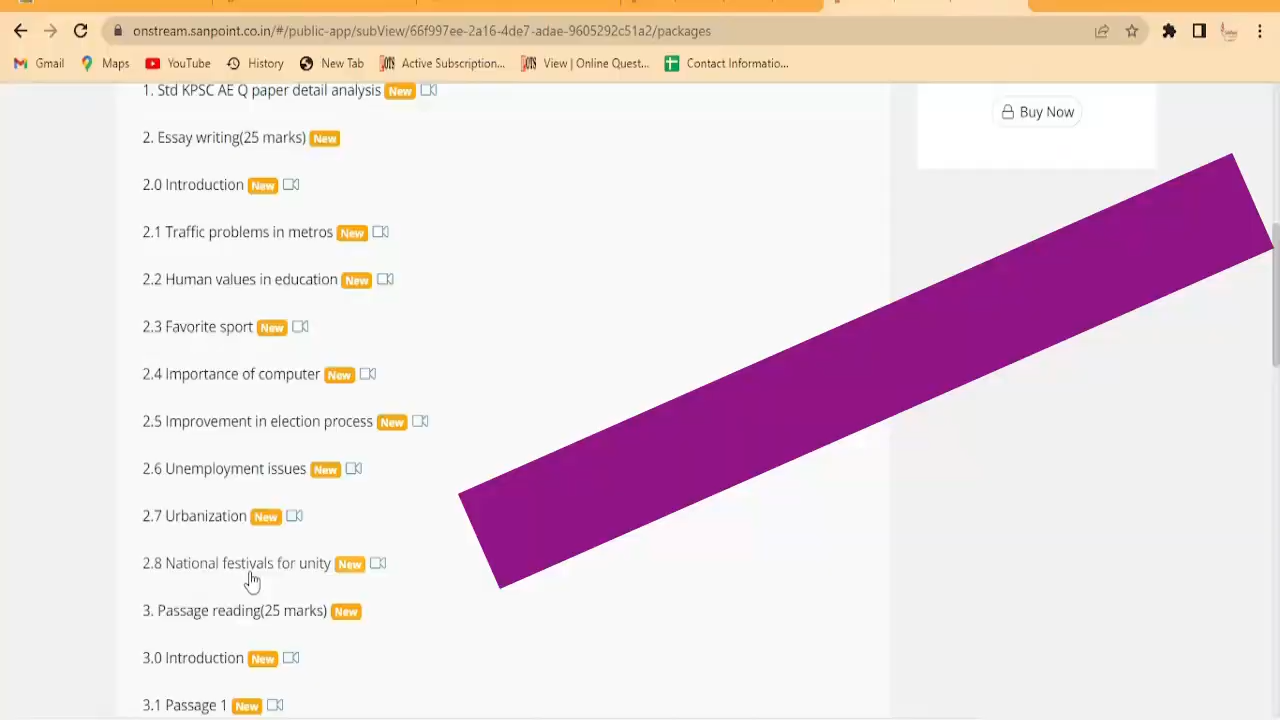 onstream.sanpoint.co.in/#/public-app/subView/66f997ee-2a16-4de7-adae-9605292c51a2/packages
Gmail Maps YouTube History New Tab Active Subscription... View | Online Quest... Contact Informatio...
1. Std KPSC AE Q paper detail analysis New
Buy Now
2. Essay writing(25 marks) New
2.0 Introduction New
2.1 Traffic problems in metros New
2.2 Human values in education New
2.3 Favorite sport New
2.4 Importance of computer New
2.5 Improvement in election process New
2.6 Unemployment issues New
2.7 Urbanization New
2.8 National festivals for unity New
3. Passage reading(25 marks) New
3.0 Introduction New
3.1 Passage 1 New